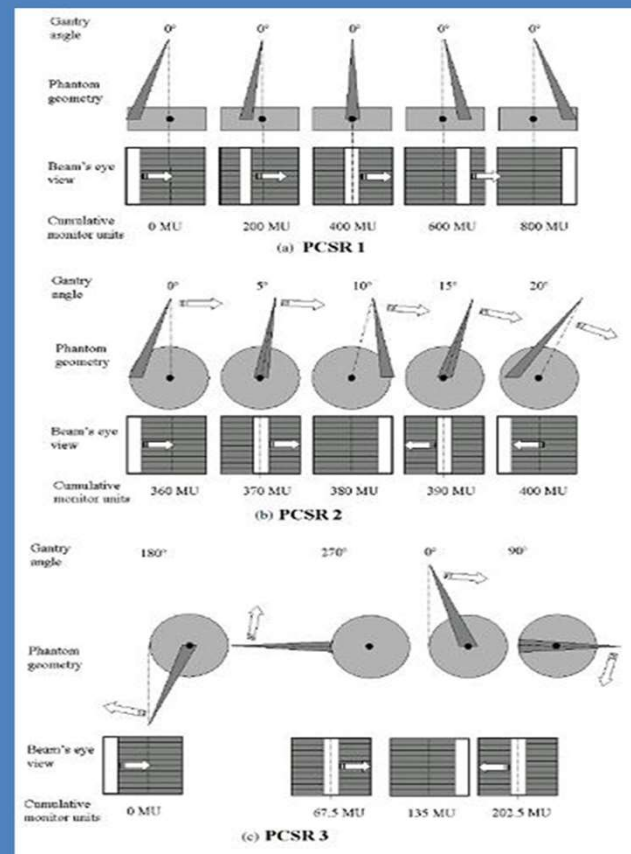 Gantry angle 0° 0° 0° 0° 0°
Phantom geometry
Beam's eye view
Cumulative monitor units 0 MU 200 MU 400 MU 600 MU 800 MU
(a) PCSR 1
Gantry angle 0° 5° 10° 15° 20°
Phantom geometry
Beam's eye view
Cumulative monitor units 360 MU 370 MU 380 MU 390 MU 400 MU
(b) PCSR 2
Gantry angle 180° 270° 0° 90°
Phantom geometry
Beam's eye view
Cumulative monitor units 0 MU 67.5 MU 135 MU 202.5 MU
(c) PCSR 3